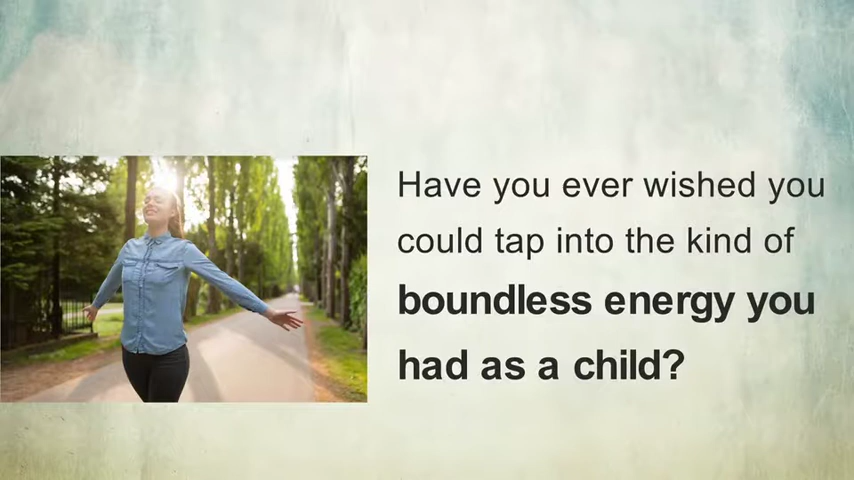 Have you ever wished you
could tap into the kind of
boundless energy you
had as a child?